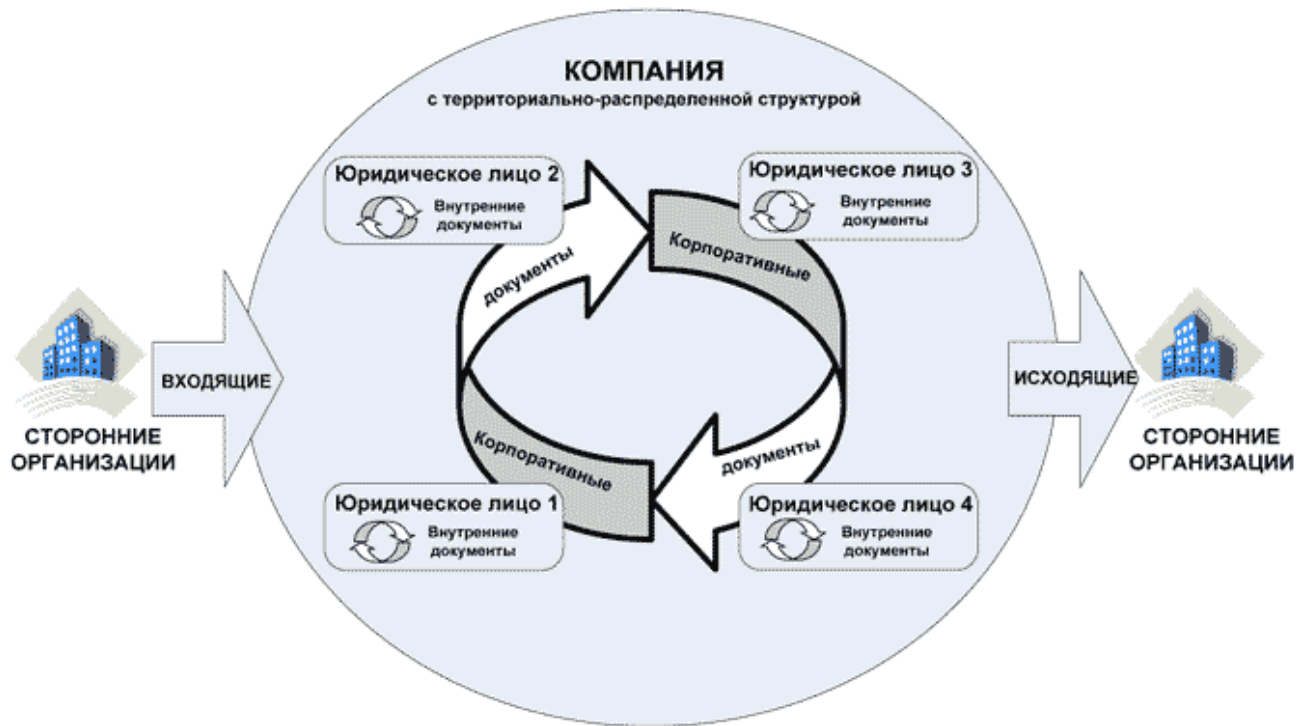 КОМПАНИЯ
с территориально-распределенной структурой
Юридическое лицо 2
Внутренние
документы
Юридическое лицо 3
Внутренние
документы
документы
Корпоративные
ВХОДЯЩИЕ
СТОРОННИЕ
ОРГАНИЗАЦИИ
ИСХОДЯЩИЕ
СТОРОННИЕ
ОРГАНИЗАЦИИ
Корпоративные
документы
Юридическое лицо 1
Внутренние
документы
Юридическое лицо 4
Внутренние
документы